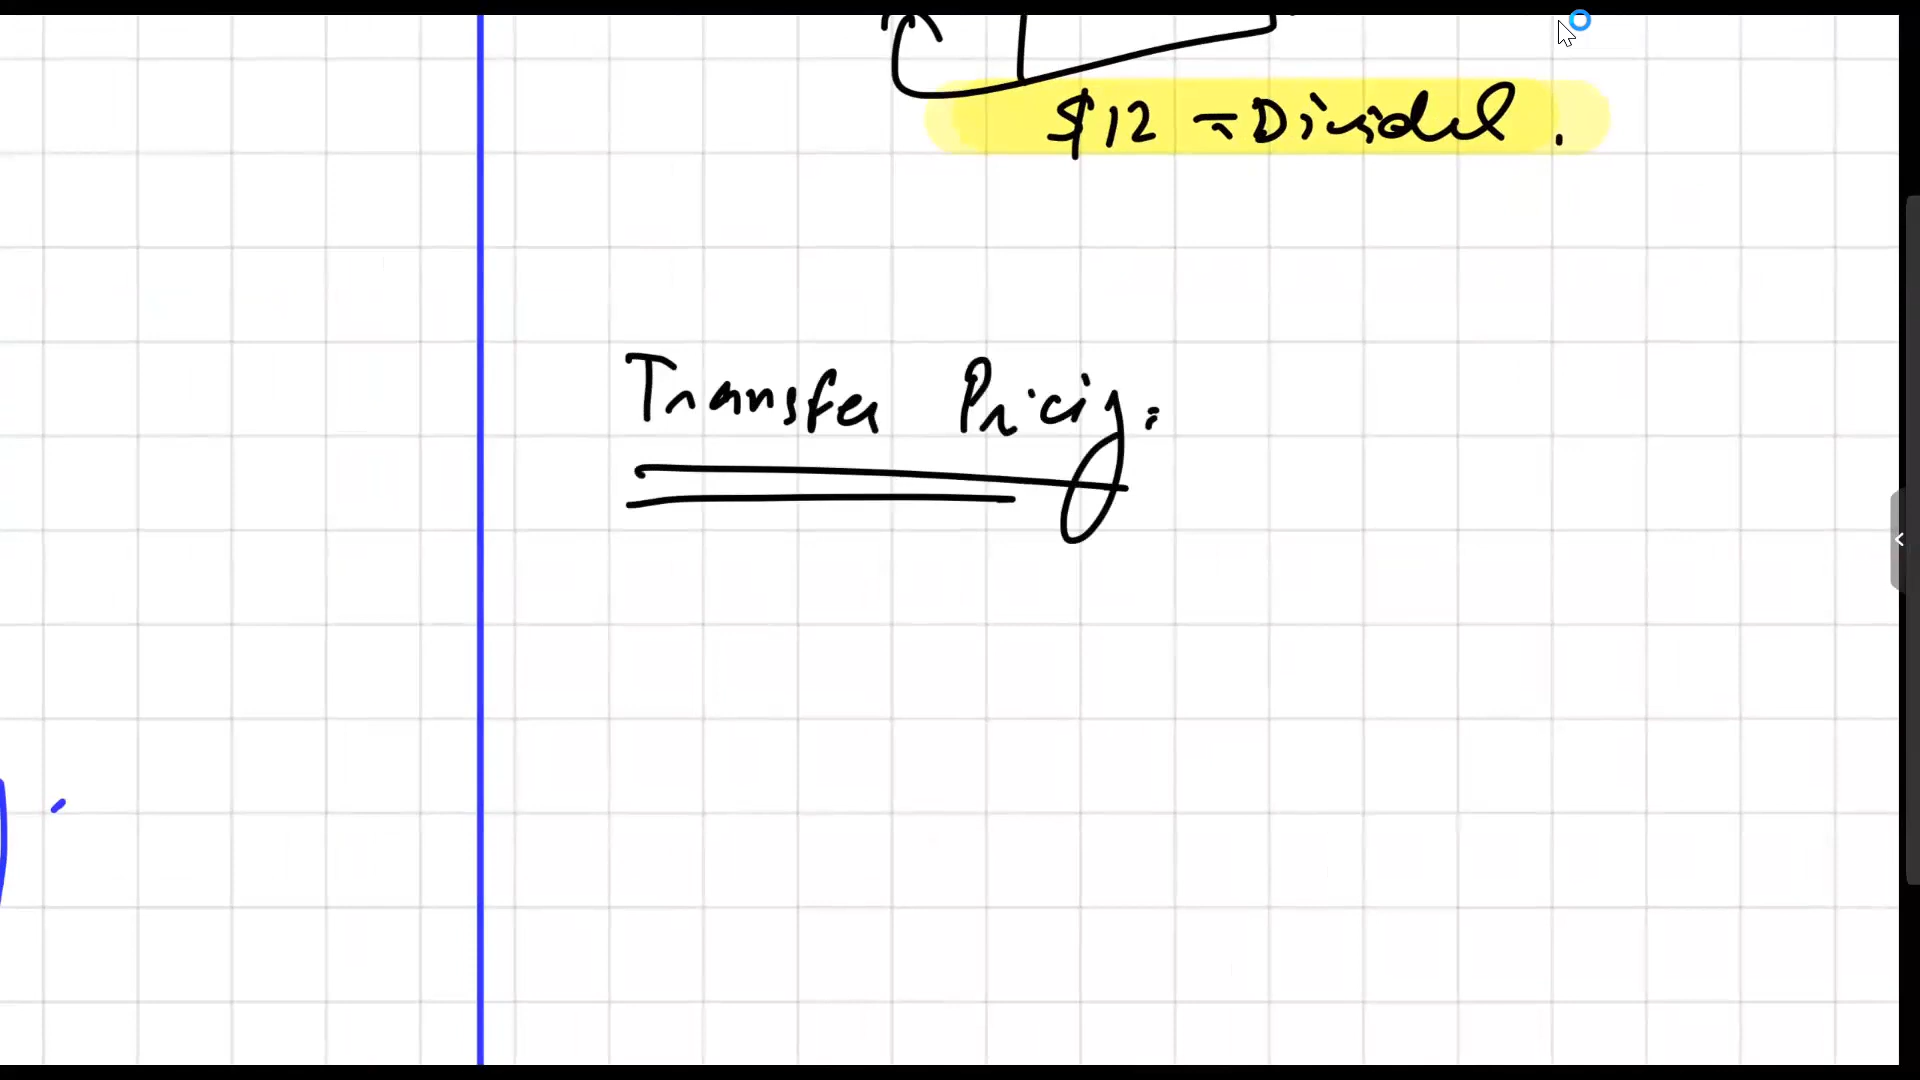 $12 = Dividend.
Transfer Pricing: